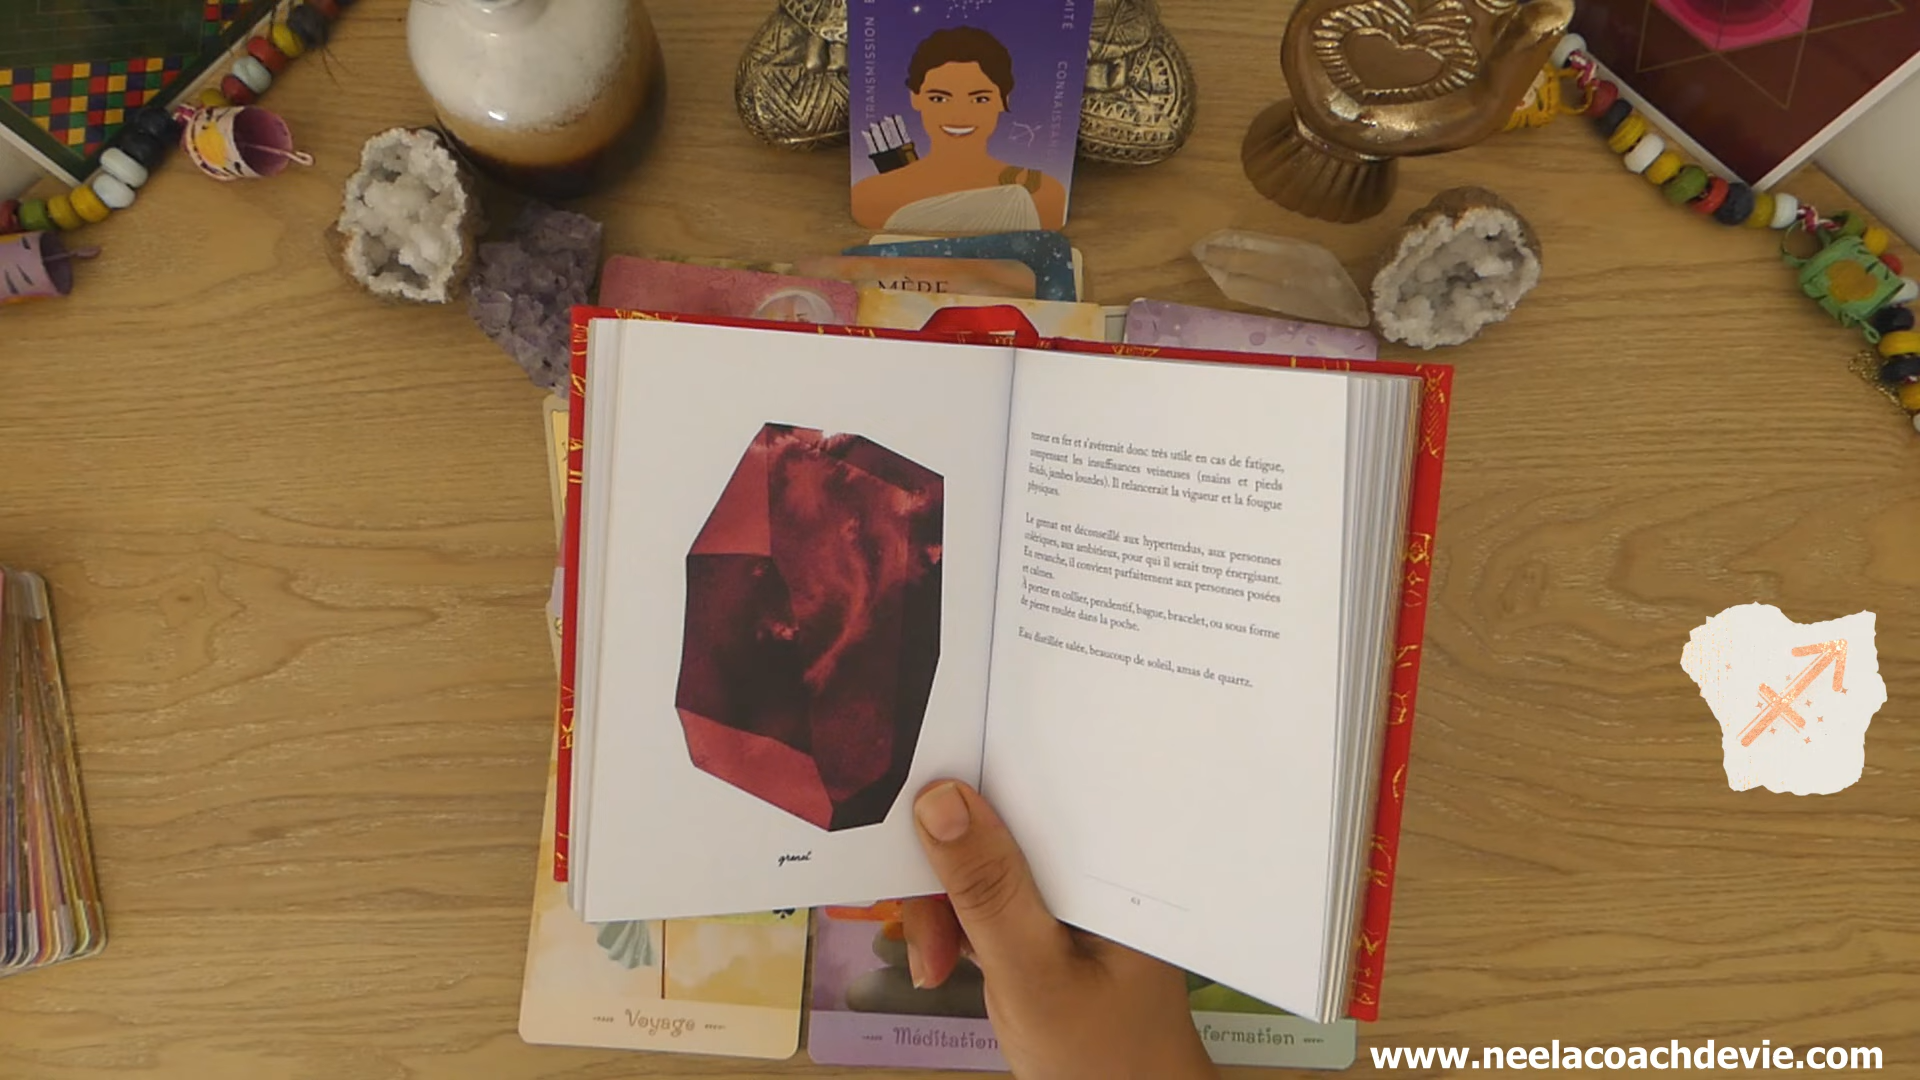 TRANSMISSION
CONNAISSAN
MÈRE
teneur en fer et s'avérerait donc très utile en cas de fatigue,
compensant les insuffisances veineuses (mains et pieds
froids, jambes lourdes). Il relancerait la vigueur et la fougue
physiques.
Le grenat est déconseillé aux hypertendus, aux personnes
colériques, aux ambitieux, pour qui il serait trop énergisant.
En revanche, il convient parfaitement aux personnes posées
et calmes.
À porter en collier, pendentif, bague, bracelet, ou sous forme
de pierre roulée dans la poche.
Eau distillée salée, beaucoup de soleil, amas de quartz.
grenat
Voyage
Méditation
formation
www.neelacoachdevie.com